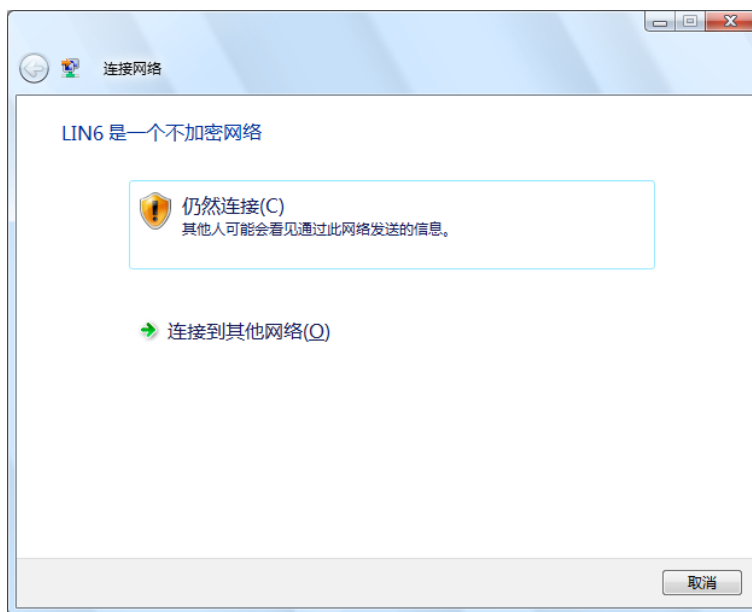 连接网络
LIN6 是一个不加密网络
仍然连接(C)
其他人可能会看见通过此网络发送的信息。
连接到其他网络(O)
取消